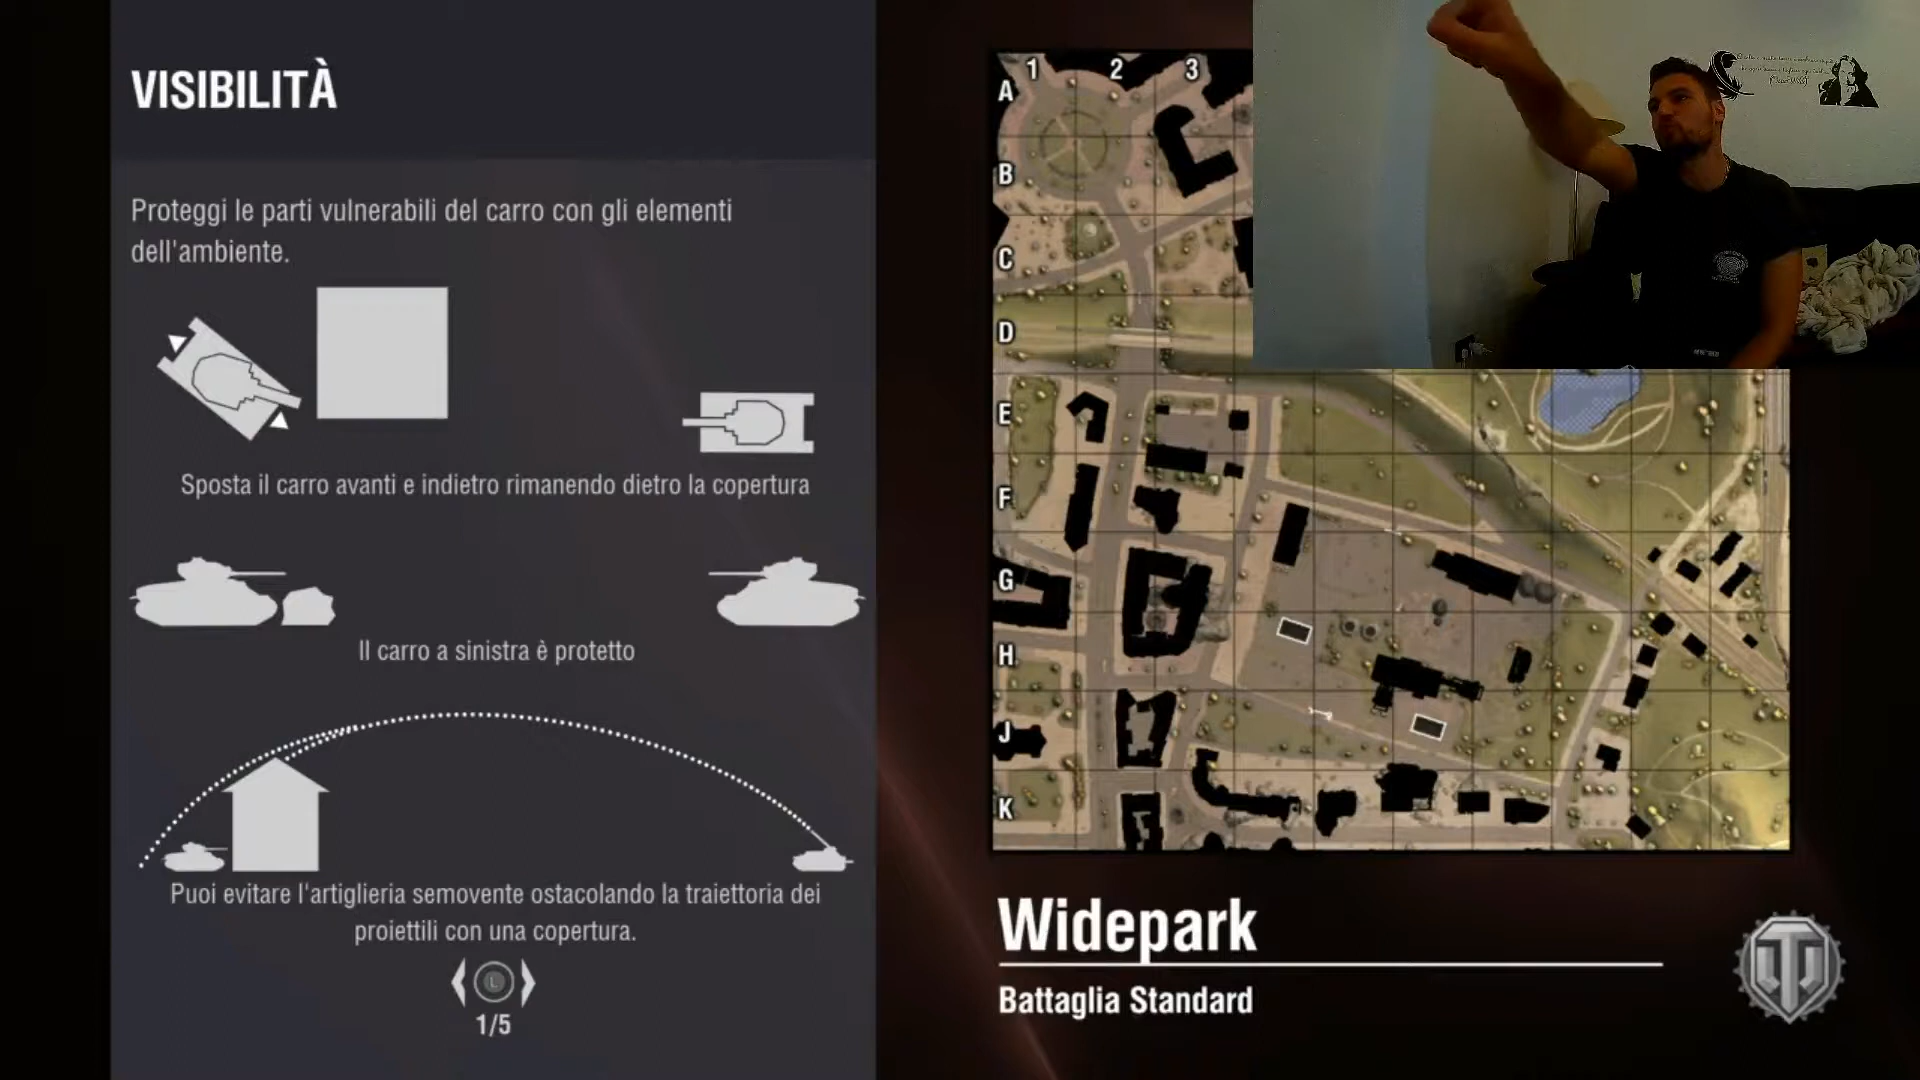 VISIBILITÀ
Proteggi le parti vulnerabili del carro con gli elementi
dell'ambiente.
Sposta il carro avanti e indietro rimanendo dietro la copertura
Il carro a sinistra è protetto
Puoi evitare l'artiglieria semovente ostacolando la traiettoria dei
proiettili con una copertura.
L
1/5
1 2 3
A
B
C
D
E
F
G
H
J
K
Widepark
Battaglia Standard